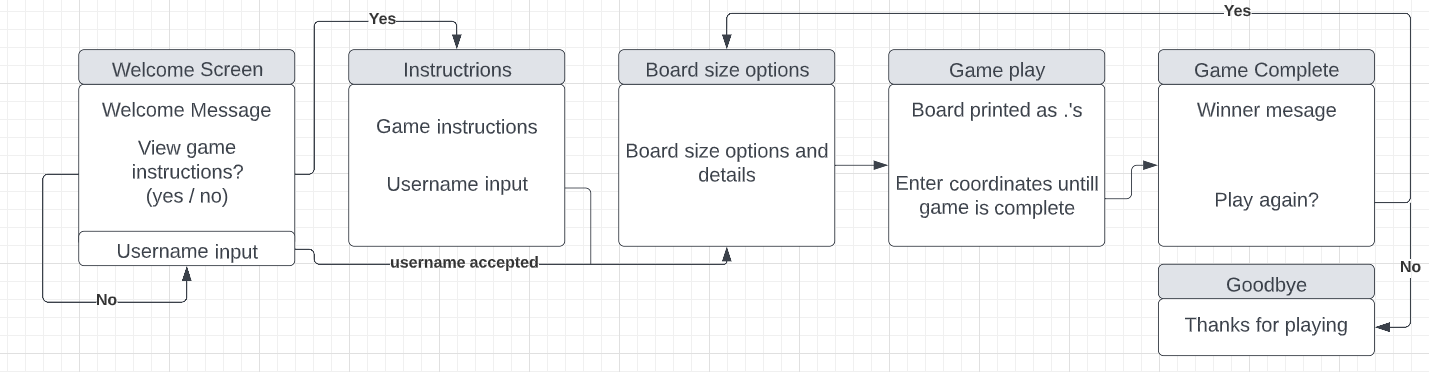 Yes
Yes
Welcome Screen
Welcome Message
View game
instructions?
(yes / no)
Username input
No
Instructrions
Game instructions
Username input
username accepted
Board size options
Board size options and
details
Game play
Board printed as .'s
Enter coordinates untill
game is complete
Game Complete
Winner mesage
Play again?
No
Goodbye
Thanks for playing